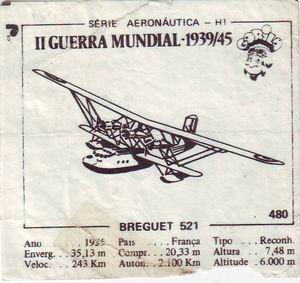 SÉRIE AERONÁUTICA – H1
II GUERRA MUNDIAL - 1939/45
480
BREGUET 521
Ano . . . . 1935 Pais . . . França Tipo . . . Reconh.
Enverg. . . 35,13 m Compr. . 20,33 m Altura . . . 7,48 m
Veloc. . 243 Km Auton. . 2.100 Km Altitude . 6.000 m